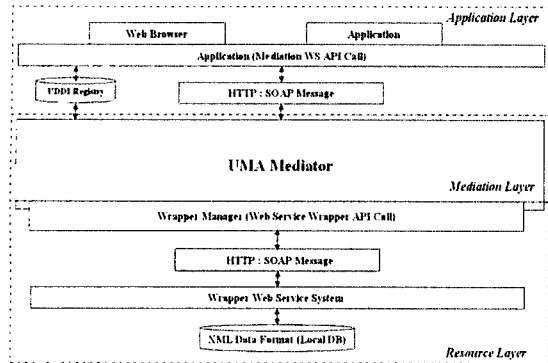 Application Layer
Web Browser
Application
Application (Mediation WS API Call)
UDDI Registry
HTTP : SOAP Message
UMA Mediator
Mediation Layer
Wrapper Manager (Web Service Wrapper API Call)
HTTP : SOAP Message
Wrapper Web Service System
XML Data Format (Local DB)
Resource Layer